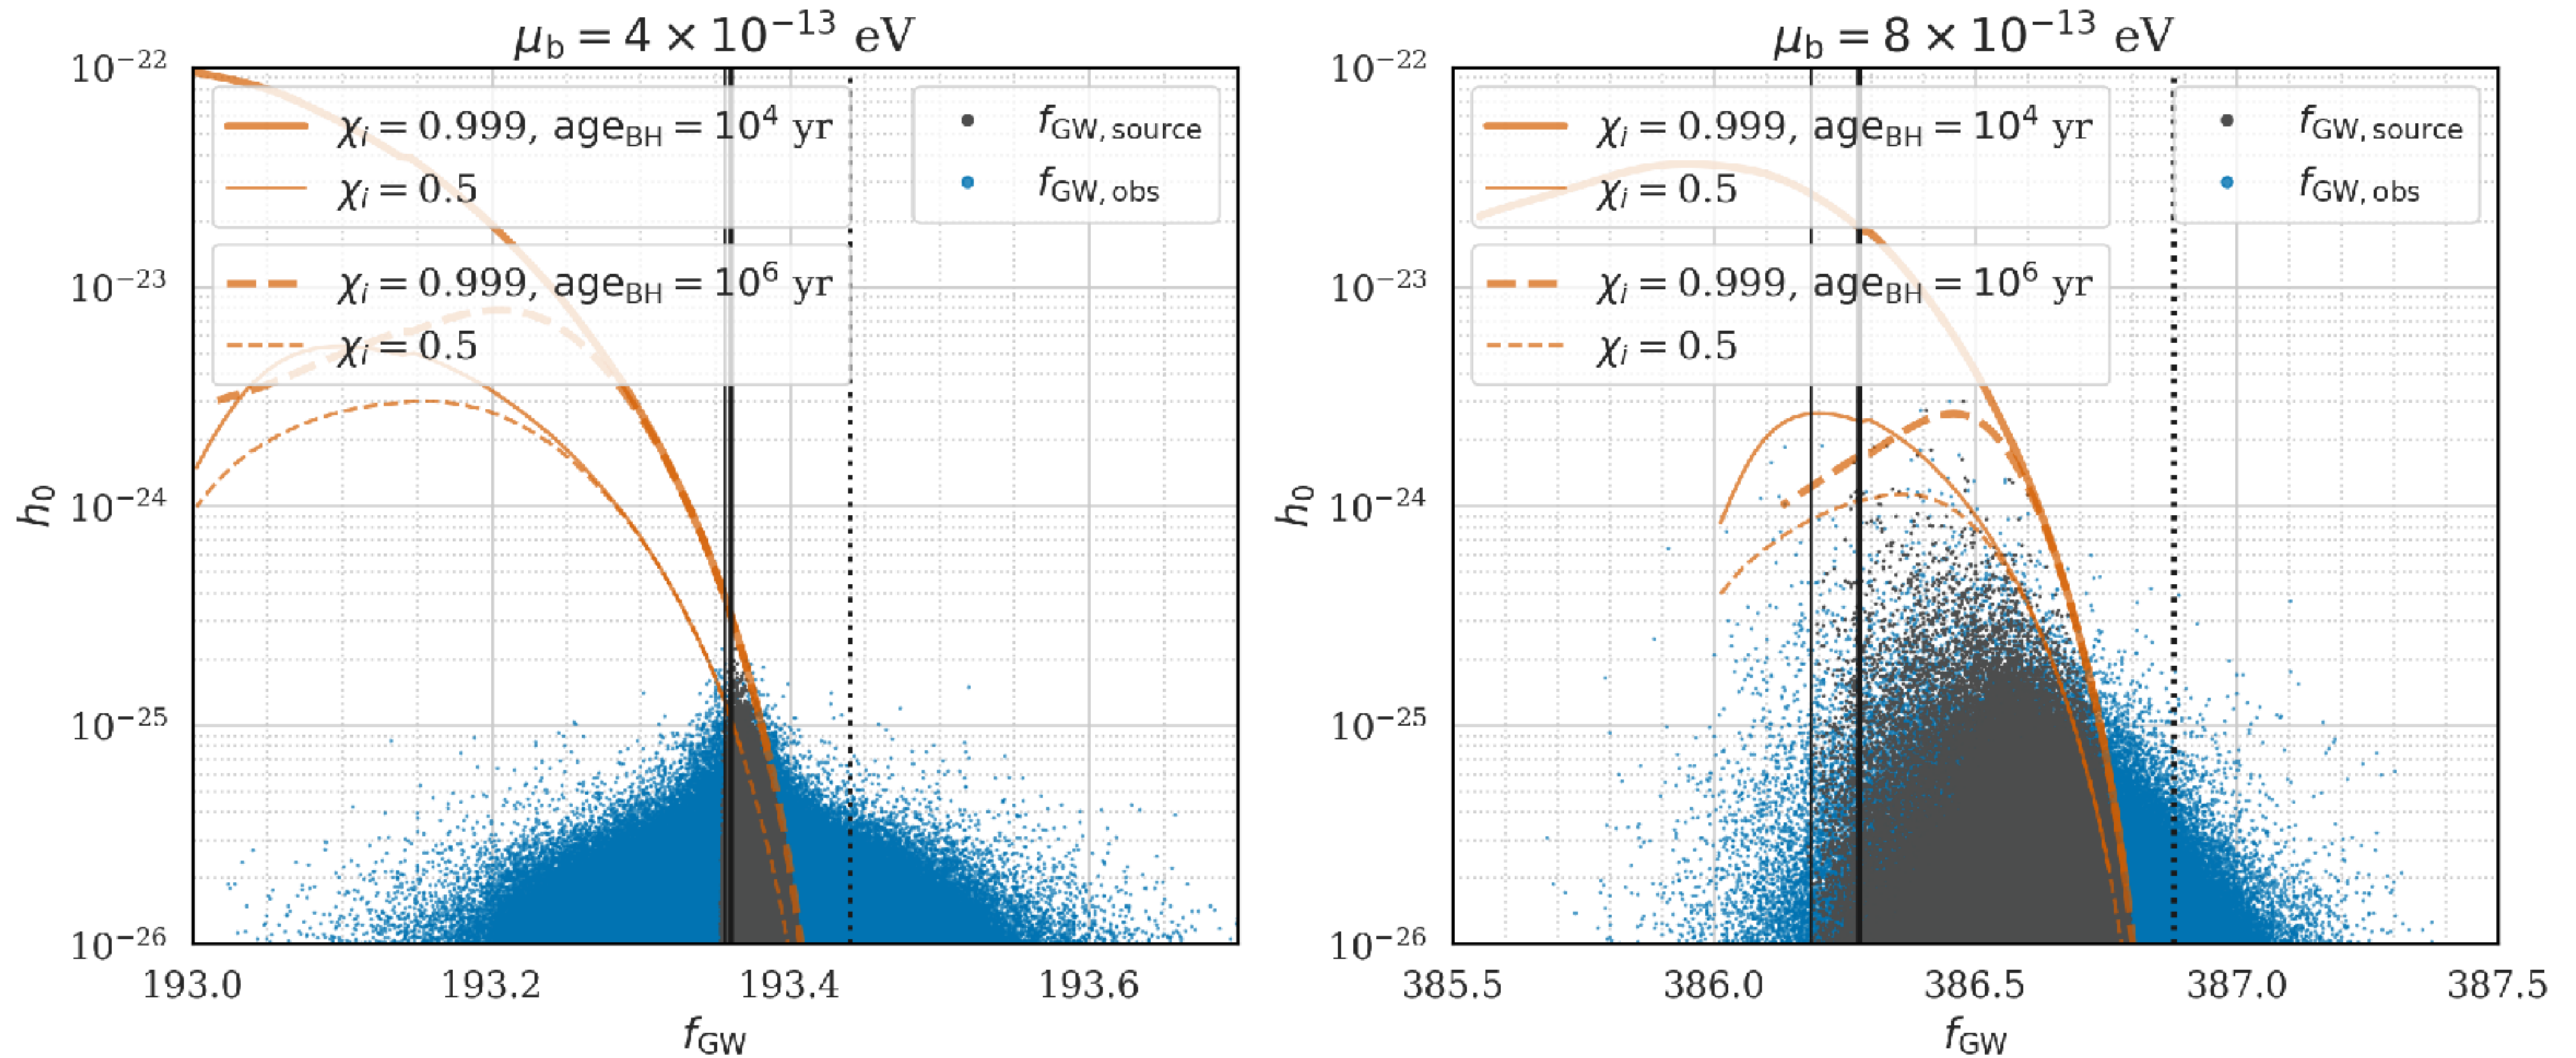 μb = 4 × 10⁻¹³ eV
10⁻²²
10⁻²³
10⁻²⁴
10⁻²⁵
10⁻²⁶
h₀
χi = 0.999, ageBH = 10⁴ yr
χi = 0.5
χi = 0.999, ageBH = 10⁶ yr
χi = 0.5
fGW, source
fGW, obs
193.0 193.2 193.4 193.6
fGW
μb = 8 × 10⁻¹³ eV
10⁻²²
10⁻²³
10⁻²⁴
10⁻²⁵
10⁻²⁶
h₀
χi = 0.999, ageBH = 10⁴ yr
χi = 0.5
χi = 0.999, ageBH = 10⁶ yr
χi = 0.5
fGW, source
fGW, obs
385.5 386.0 386.5 387.0 387.5
fGW